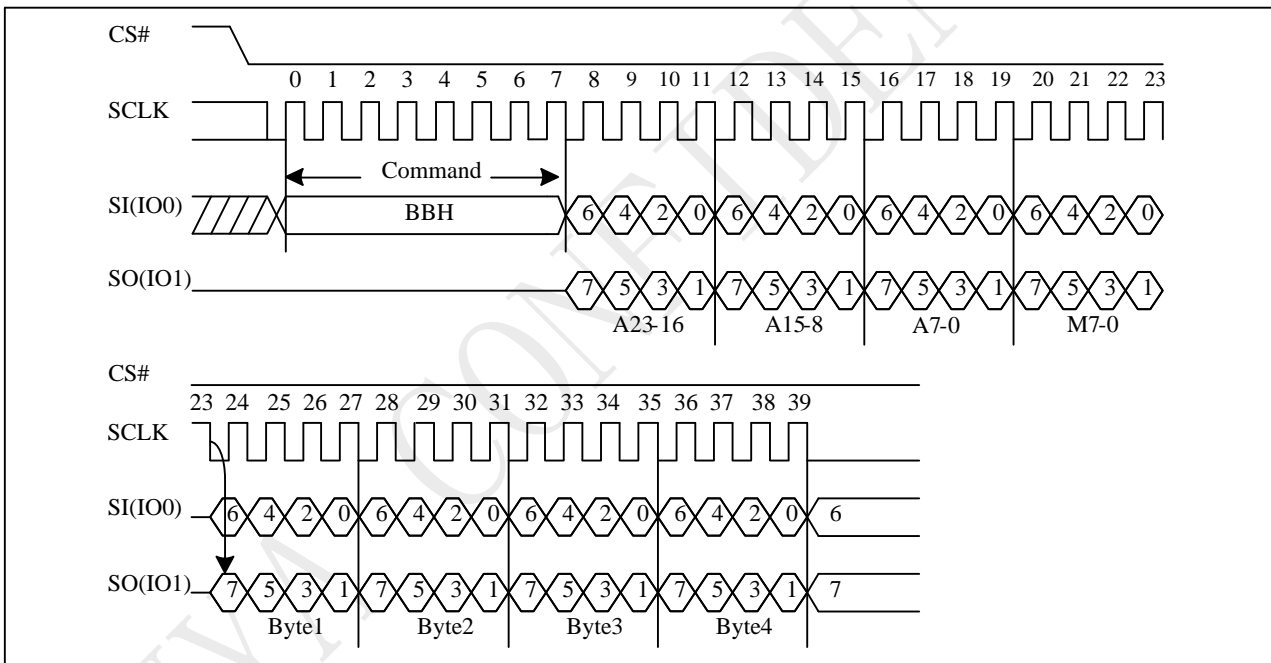 CS#
0 1 2 3 4 5 6 7 8 9 10 11 12 13 14 15 16 17 18 19 20 21 22 23
SCLK
Command
SI(IO0) BBH 6 4 2 0 6 4 2 0 6 4 2 0 6 4 2 0
SO(IO1) 7 5 3 1 7 5 3 1 7 5 3 1 7 5 3 1
A23-16 A15-8 A7-0 M7-0
CS#
23 24 25 26 27 28 29 30 31 32 33 34 35 36 37 38 39
SCLK
SI(IO0) 6 4 2 0 6 4 2 0 6 4 2 0 6 4 2 0 6
SO(IO1) 7 5 3 1 7 5 3 1 7 5 3 1 7 5 3 1 7
Byte1 Byte2 Byte3 Byte4